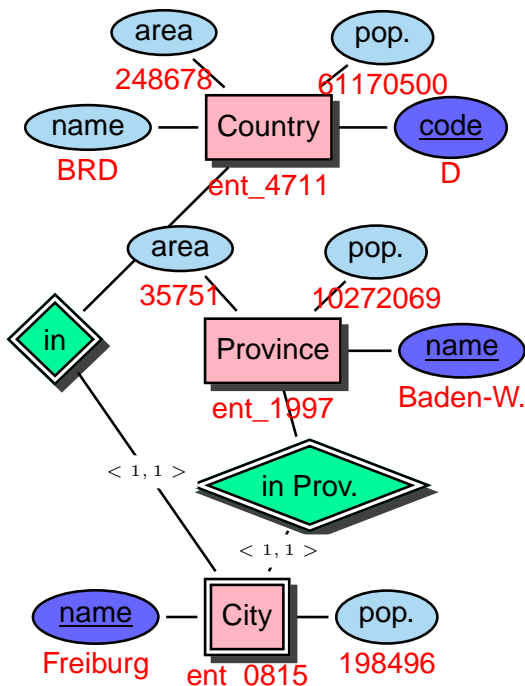 area
pop.
248678
61170500
name
Country
code
BRD
ent_4711
D
area
pop.
35751
10272069
in
Province
name
ent_1997
Baden-W.
< 1, 1 >
in Prov.
< 1, 1 >
name
City
pop.
Freiburg
ent_0815
198496